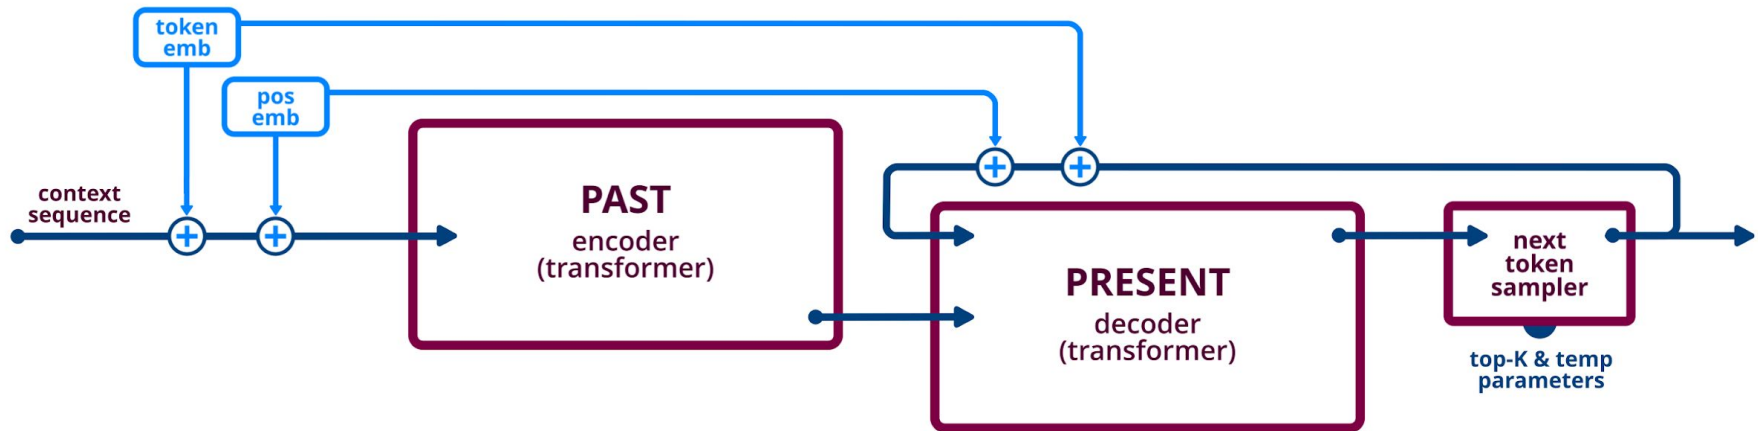 token
emb
pos
emb
context
sequence
PAST
encoder
(transformer)
PRESENT
decoder
(transformer)
next
token
sampler
top-K & temp
parameters